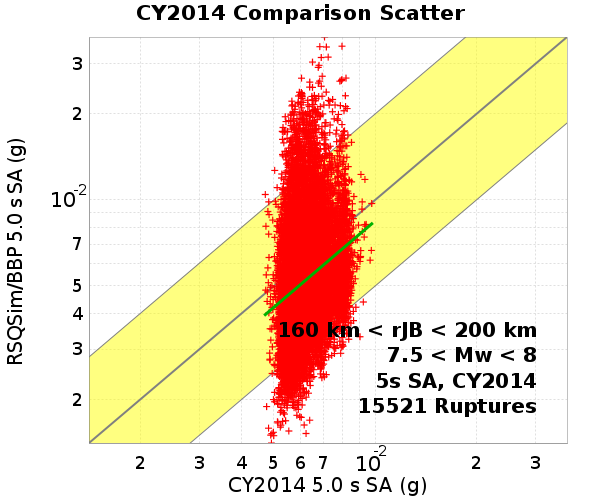 CY2014 Comparison Scatter
RSQSim/BBP 5.0 s SA (g)
3
2
10-2
7
5
4
3
2
160 km < rJB < 200 km
7.5 < Mw < 8
5s SA, CY2014
15521 Ruptures
2 3 4 5 6 7 10-2 2 3
CY2014 5.0 s SA (g)